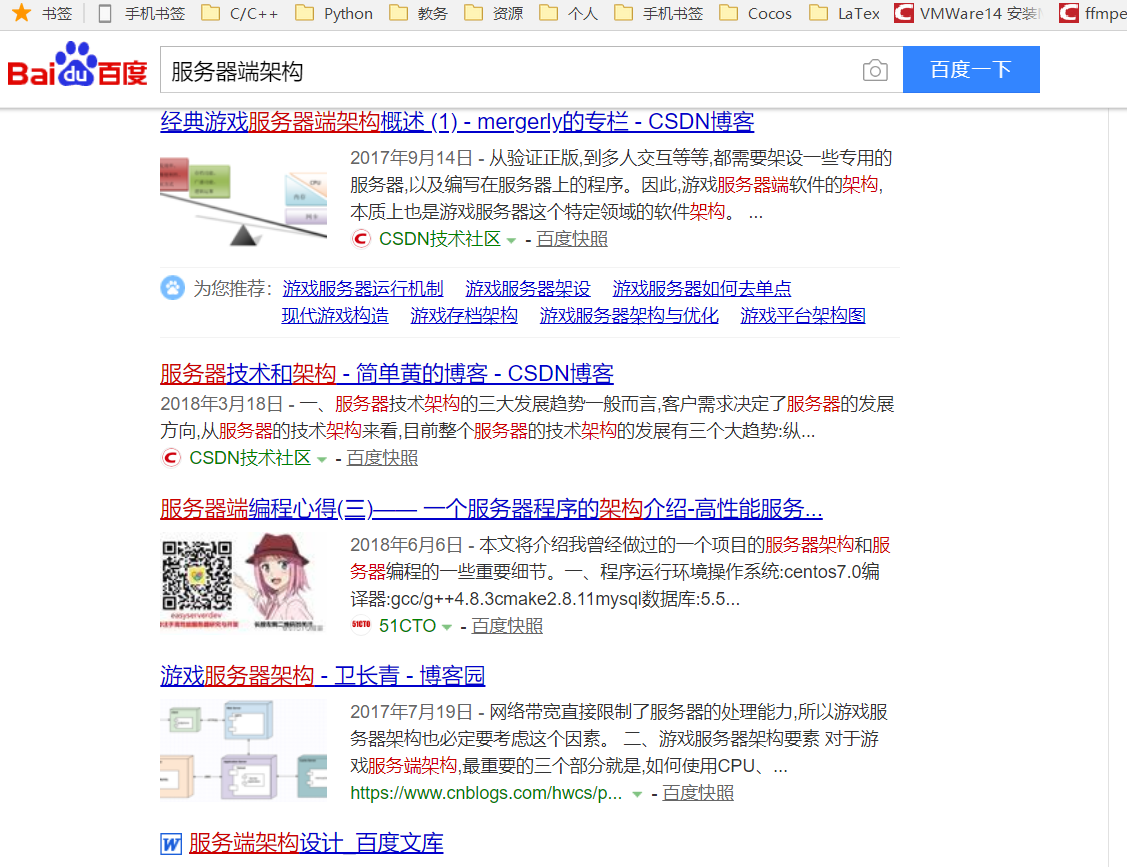 书签 手机书签 C/C++ Python 教务 资源 个人 手机书签 Cocos LaTex VMWare14 安装 ffmpe
Bai du 百度 服务器端架构 百度一下
经典游戏服务器端架构概述 (1) - mergerly的专栏 - CSDN博客
2017年9月14日 - 从验证正版,到多人交互等等,都需要架设一些专用的
服务器,以及编写在服务器上的程序。因此,游戏服务器端软件的架构,
本质上也是游戏服务器这个特定领域的软件架构。 ...
CSDN技术社区 - 百度快照
为您推荐: 游戏服务器运行机制 游戏服务器架设 游戏服务器如何去单点
现代游戏构造 游戏存档架构 游戏服务器架构与优化 游戏平台架构图
服务器技术和架构 - 简单黄的博客 - CSDN博客
2018年3月18日 - 一、服务器技术架构的三大发展趋势一般而言,客户需求决定了服务器的发展
方向,从服务器的技术架构来看,目前整个服务器的技术架构的发展有三个大趋势:纵...
CSDN技术社区 - 百度快照
服务器端编程心得(三)—— 一个服务器程序的架构介绍-高性能服务...
2018年6月6日 - 本文将介绍我曾经做过的一个项目的服务器架构和服
务器编程的一些重要细节。一、程序运行环境操作系统:centos7.0编
译器:gcc/g++4.8.3cmake2.8.11mysql数据库:5.5...
easyserverdev
51CTO 51CTO - 百度快照
游戏服务器架构 - 卫长青 - 博客园
2017年7月19日 - 网络带宽直接限制了服务器的处理能力,所以游戏服
务器架构也必定要考虑这个因素。 二、游戏服务器架构要素 对于游
戏服务端架构,最重要的三个部分就是,如何使用CPU、...
https://www.cnblogs.com/hwcs/p... - 百度快照
W 服务端架构设计_百度文库